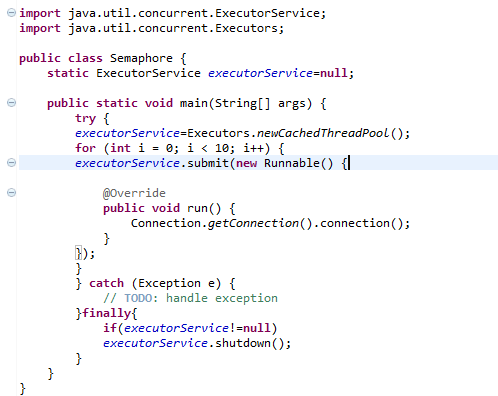 import java.util.concurrent.ExecutorService;
import java.util.concurrent.Executors;

public class Semaphore {
    static ExecutorService executorService=null;

    public static void main(String[] args) {
        try {
        executorService=Executors.newCachedThreadPool();
        for (int i = 0; i < 10; i++) {
        executorService.submit(new Runnable() {

            @Override
            public void run() {
                Connection.getConnection().connection();
            }
        });
        }
        } catch (Exception e) {
            // TODO: handle exception
        }finally{
            if(executorService!=null)
            executorService.shutdown();
        }
    }
}